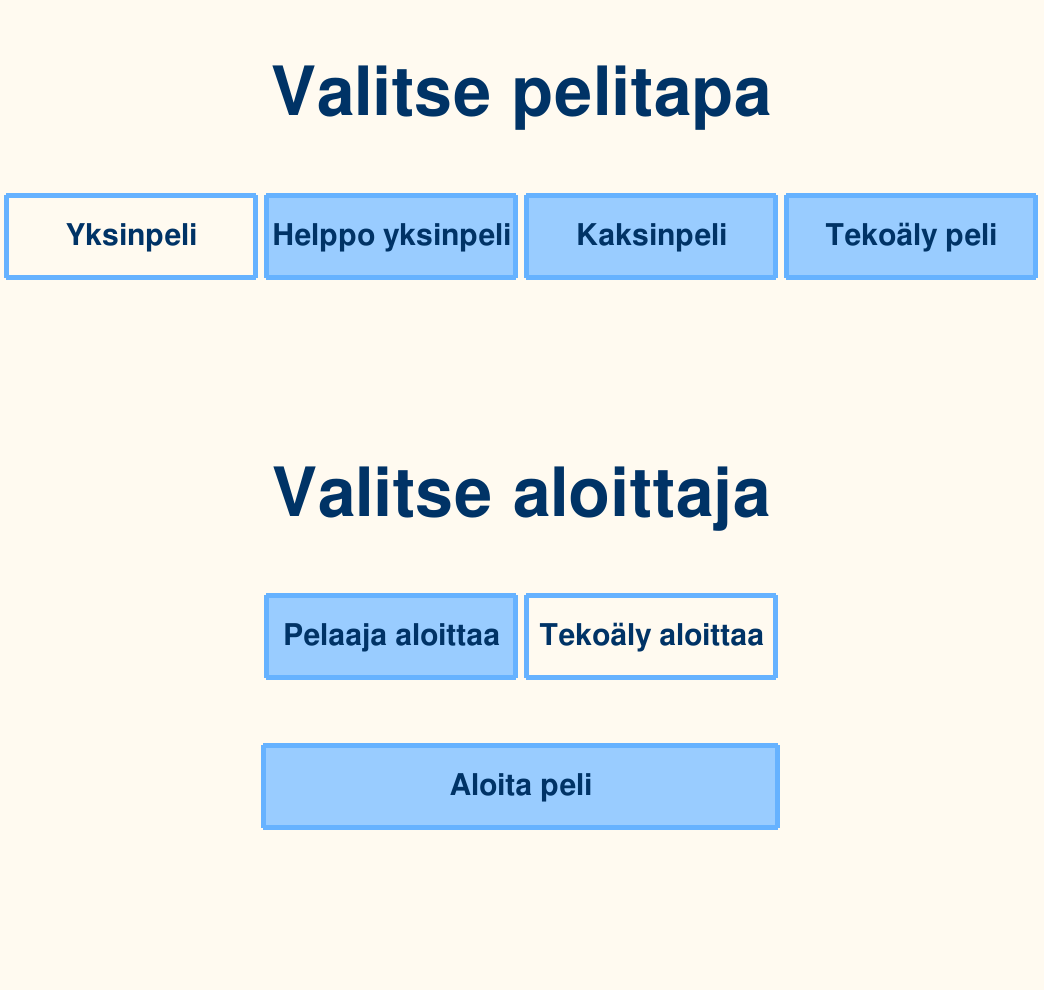 Valitse pelitapa
Yksinpeli
Helppo yksinpeli
Kaksinpeli
Tekoäly peli
Valitse aloittaja
Pelaaja aloittaa
Tekoäly aloittaa
Aloita peli